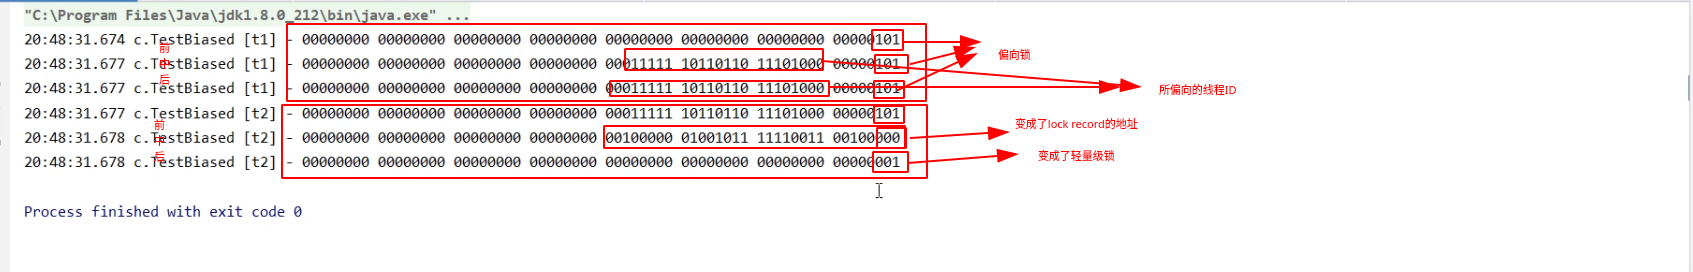 "C:\Program Files\Java\jdk1.8.0_212\bin\java.exe" ...
20:48:31.674 c.TestBiased [t1] - 00000000 00000000 00000000 00000000 00000000 00000000 00000000 00000101
前
偏向锁
20:48:31.677 c.TestBiased [t1] - 00000000 00000000 00000000 00000000 00011111 10110110 11101000 00000101
中
20:48:31.677 c.TestBiased [t1] - 00000000 00000000 00000000 00000000 00011111 10110110 11101000 00000101
后
所偏向的线程ID
20:48:31.677 c.TestBiased [t2] - 00000000 00000000 00000000 00000000 00011111 10110110 11101000 00000101
前
变成了lock record的地址
20:48:31.678 c.TestBiased [t2] - 00000000 00000000 00000000 00000000 00100000 01001011 11110011 00100000
中
20:48:31.678 c.TestBiased [t2] - 00000000 00000000 00000000 00000000 00000000 00000000 00000000 00000001
后
变成了轻量级锁
Process finished with exit code 0